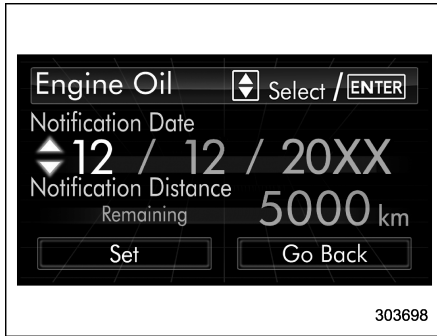 Engine Oil Select / ENTER
Notification Date
12 / 12 / 20XX
Notification Distance
Remaining 5000 km
Set Go Back
303698